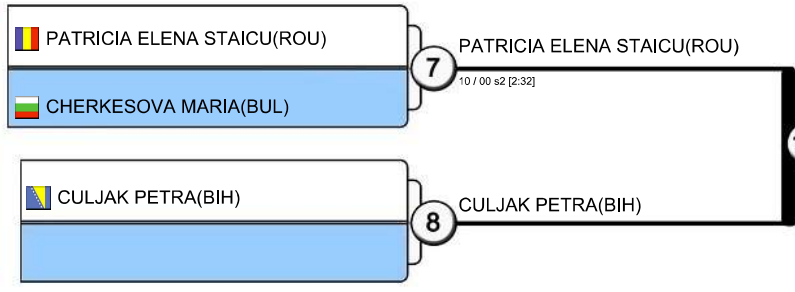 PATRICIA ELENA STAICU(ROU)
7
PATRICIA ELENA STAICU(ROU)
10 / 00 s2 [2:32]
CHERKESOVA MARIA(BUL)
CULJAK PETRA(BIH)
8
CULJAK PETRA(BIH)